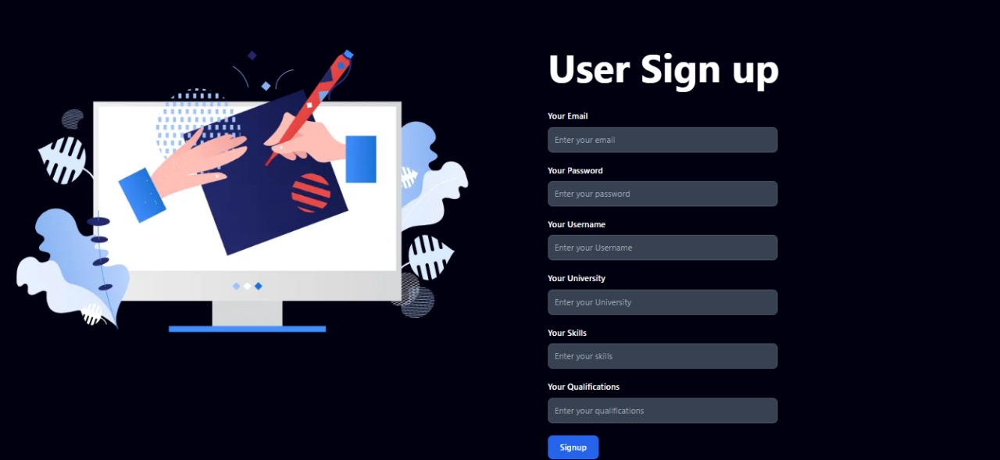 User Sign up
Your Email
Enter your email
Your Password
Enter your password
Your Username
Enter your Username
Your University
Enter your University
Your Skills
Enter your skills
Your Qualifications
Enter your qualifications
Signup